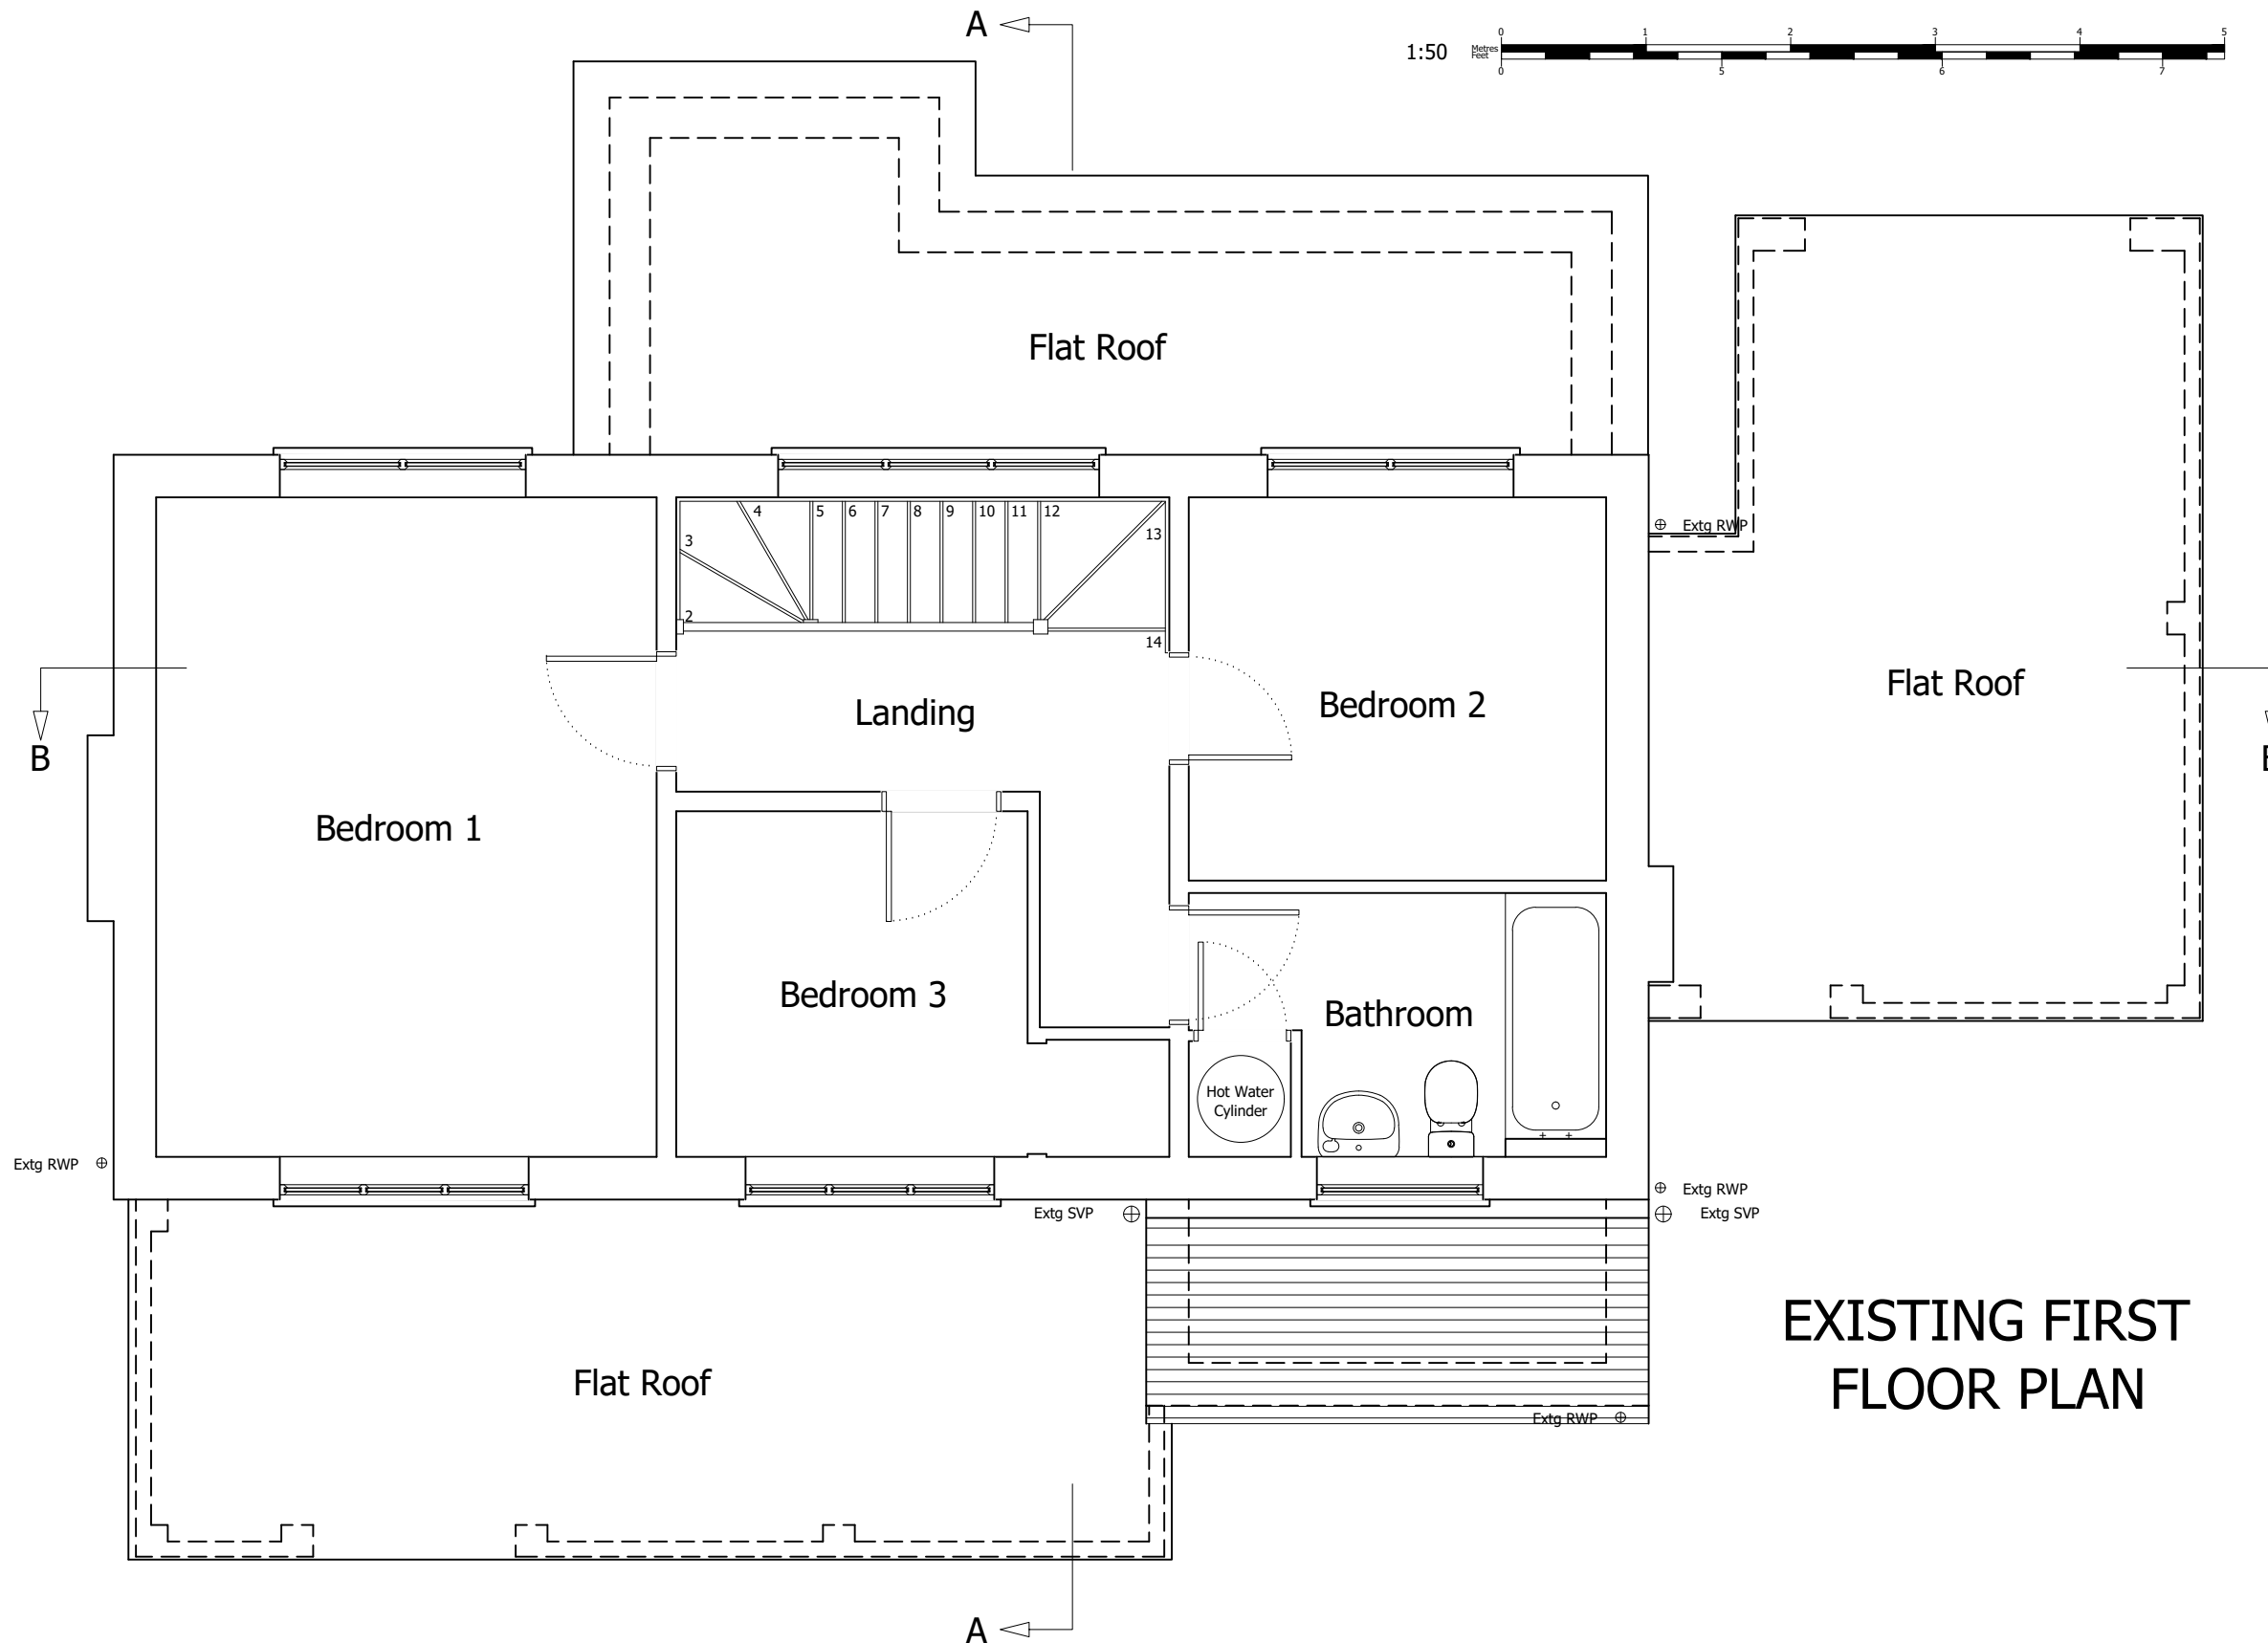 A
1:50
Metres
Feet
0 1 2 3 4 5
0 5 6 7
Flat Roof
4 5 6 7 8 9 10 11 12
13
3
2
14
Extg RWP
Flat Roof
Bedroom 2
Landing
B
Bedroom 1
Bedroom 3
Bathroom
Hot Water
Cylinder
Extg RWP
Extg RWP
Extg SVP
Extg SVP
EXISTING FIRST
FLOOR PLAN
Flat Roof
Extg RWP
A